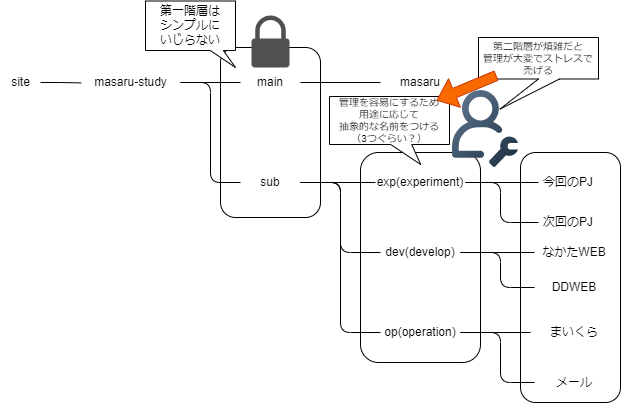 第一階層は
シンプルに
いじらない
第二階層が煩雑だと
管理が大変でストレスで
禿げる
site
masaru-study
main
masaru
管理を容易にするため
用途に応じて
抽象的な名前をつける
（3つぐらい？）
sub
exp(experiment)
今回のPJ
次回のPJ
dev(develop)
なかたWEB
DDWEB
op(operation)
まいくら
メール